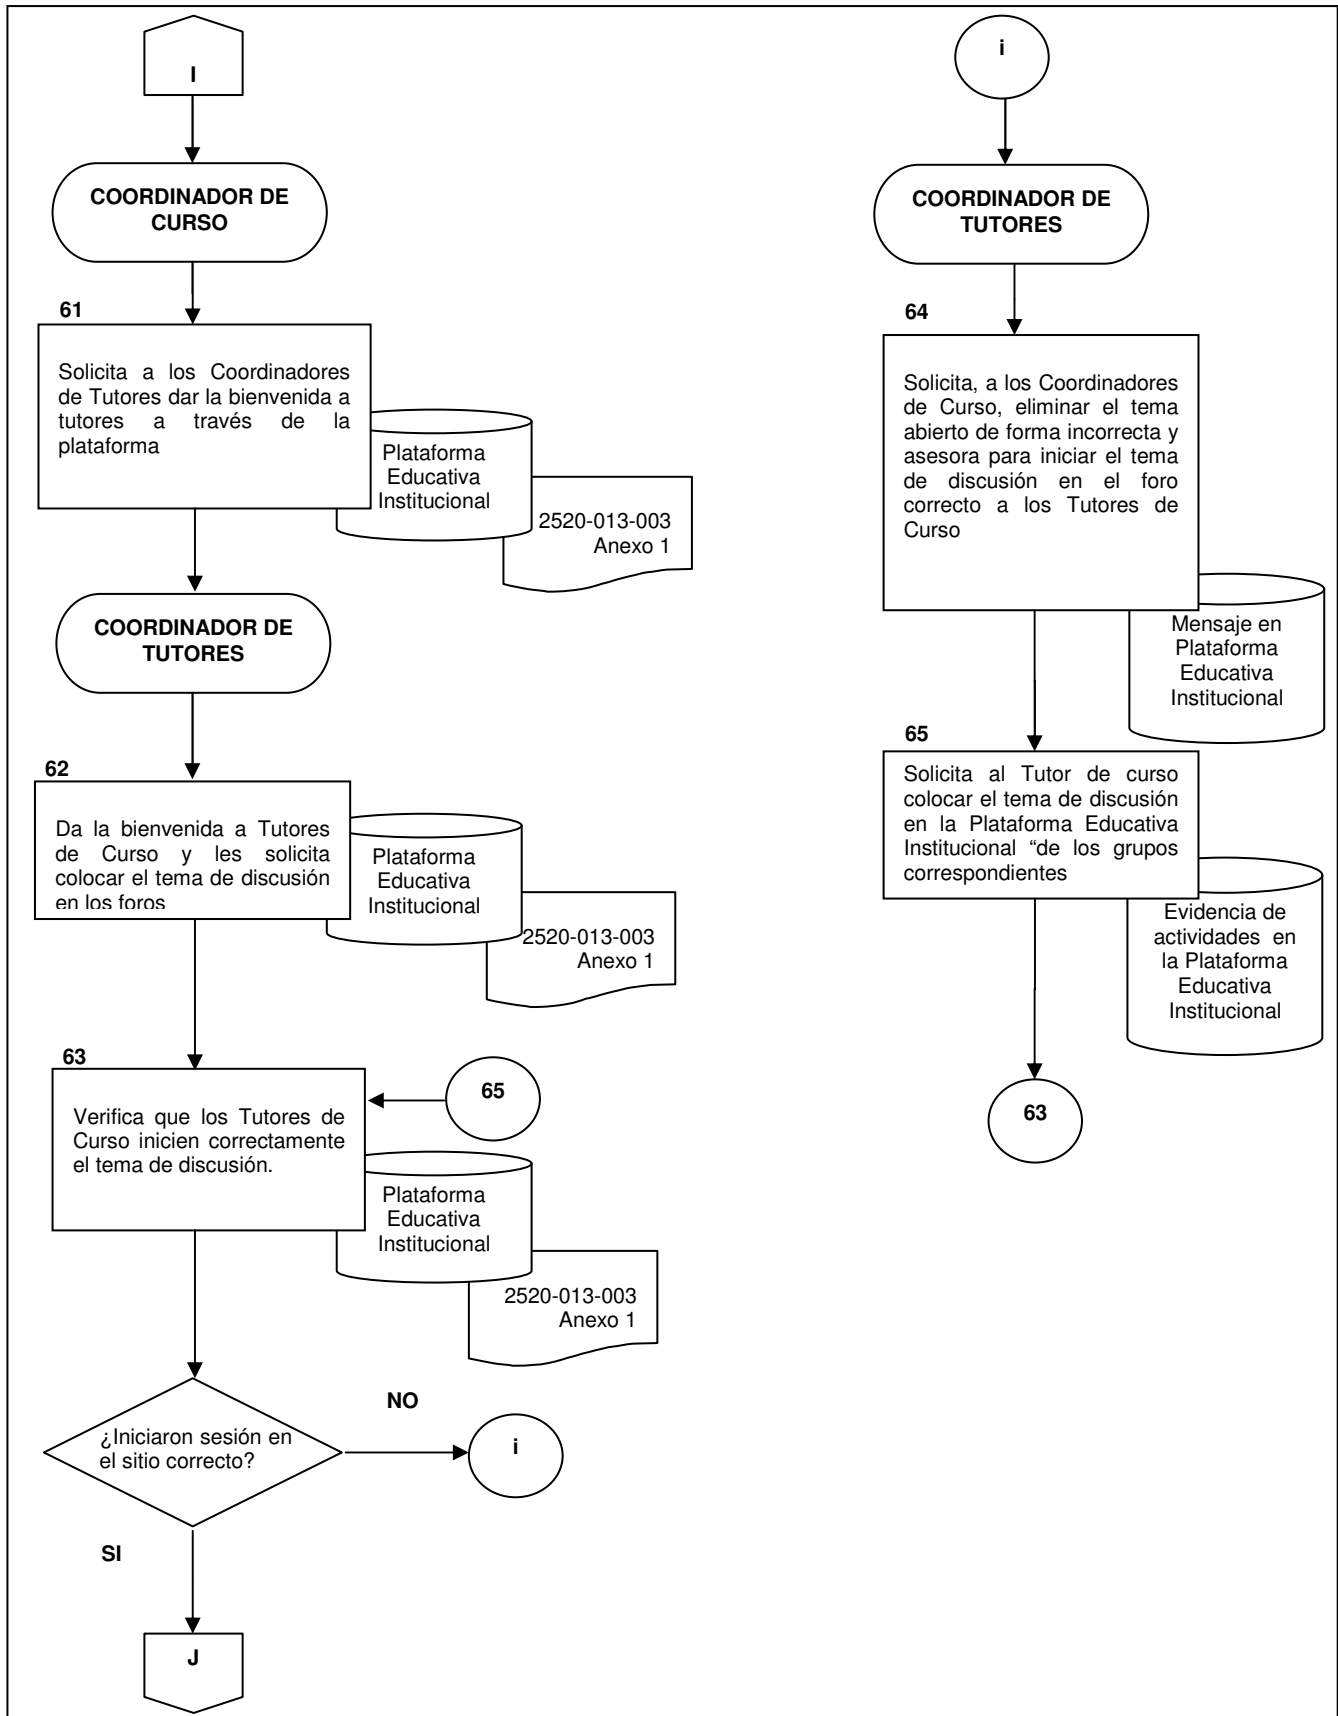 I
COORDINADOR DE
CURSO
61
Solicita a los Coordinadores
de Tutores dar la bienvenida a
tutores a través de la
plataforma
Plataforma
Educativa
Institucional
2520-013-003
Anexo 1
COORDINADOR DE
TUTORES
62
Da la bienvenida a Tutores
de Curso y les solicita
colocar el tema de discusión
en los foros
Plataforma
Educativa
Institucional
2520-013-003
Anexo 1
63
Verifica que los Tutores de
Curso inicien correctamente
el tema de discusión.
65
Plataforma
Educativa
Institucional
2520-013-003
Anexo 1
¿Iniciaron sesión en
el sitio correcto?
NO
i
SI
J
i
COORDINADOR DE
TUTORES
64
Solicita, a los Coordinadores
de Curso, eliminar el tema
abierto de forma incorrecta y
asesora para iniciar el tema
de discusión en el foro
correcto a los Tutores de
Curso
Mensaje en
Plataforma
Educativa
Institucional
65
Solicita al Tutor de curso
colocar el tema de discusión
en la Plataforma Educativa
Institucional “de los grupos
correspondientes
Evidencia de
actividades en
la Plataforma
Educativa
Institucional
63